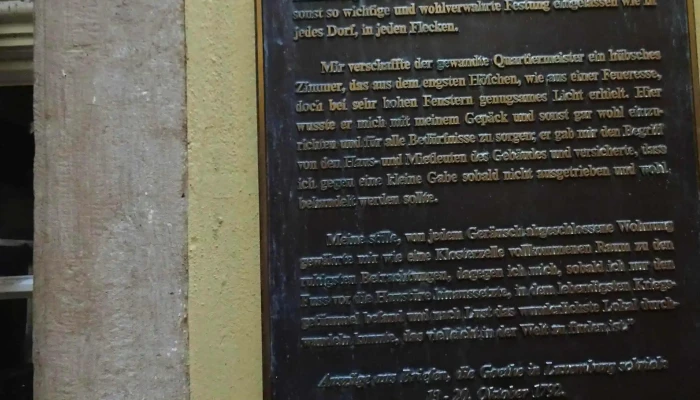 sonst so wichtige und wohlverwahrte Festung eingelassen wie in
jedes Dorf, in jeden Flecken.
Mir verschaffte der gewandte Quartiermeister ein hübsches
Zimmer, das aus dem engsten Höfchen, wie aus einer Feueresse,
doch bei sehr hohen Fenstern genugsames Licht erhielt. Hier
wusste er mich mit meinem Gepäck und sonst gar wohl einzu-
richten und für alle Bedürfnisse zu sorgen; er gab mir den Begriff
von den Haus- und Mietleuten des Gebäudes und versicherte, dass
ich gegen eine kleine Gabe sobald nicht ausgetrieben und wohl
behandelt werden sollte.
Meine stille, von jedem Geräusch abgeschlossene Wohnung
gewährte mir wie eine Klosterzelle vollkommenen Raum zu den
ruhigsten Betrachtungen, dagegen ich mich, sobald ich nur den
Fuss vor die Haustüre hinaussetzte, in dem lebendigsten Kriegs-
getümmel befand und nach Lust das wunderlichste Lokal durch-
wandeln konnte, das vielleicht in der Welt zu finden ist."
Auszüge aus Briefen, die Goethe in Luxemburg schrieb
Oktober 1792.